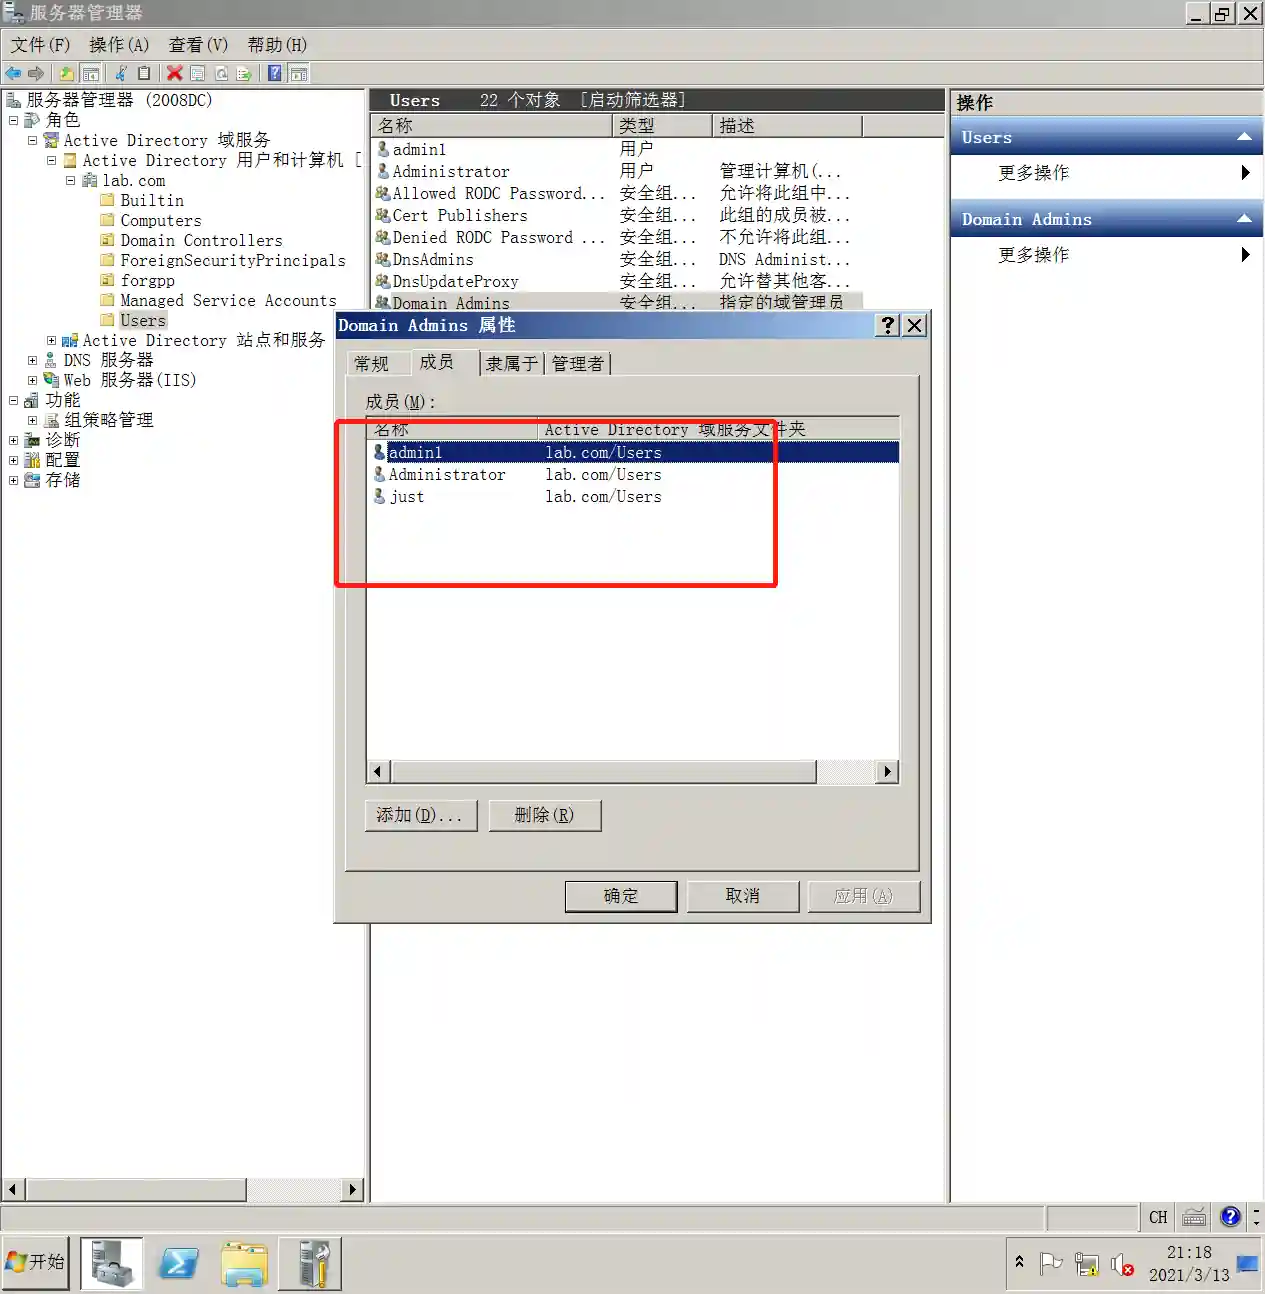 服务器管理器
文件(F) 操作(A) 查看(V) 帮助(H)
服务器管理器 (2008DC)
角色
Active Directory 域服务
Active Directory 用户和计算机 [
lab.com
Builtin
Computers
Domain Controllers
ForeignSecurityPrincipals
forgpp
Managed Service Accounts
Users
Active Directory 站点和服务
DNS 服务器
Web 服务器(IIS)
功能
组策略管理
诊断
配置
存储
Users 22 个对象 [启动筛选器]
名称 类型 描述
admin1 用户
Administrator 用户 管理计算机(...
Allowed RODC Password... 安全组... 允许将此组中...
Cert Publishers 安全组... 此组的成员被...
Denied RODC Password ... 安全组... 不允许将此组...
DnsAdmins 安全组... DNS Administ...
DnsUpdateProxy 安全组... 允许替其他客...
Domain Admins 安全组... 指定的域管理员
Domain Admins 属性
常规 成员 隶属于 管理者
成员(M):
名称 Active Directory 域服务文件夹
admin1 lab.com/Users
Administrator lab.com/Users
just lab.com/Users
添加(D)... 删除(R)
确定 取消 应用(A)
操作
Users
更多操作
Domain Admins
更多操作
CH
开始
21:18
2021/3/13